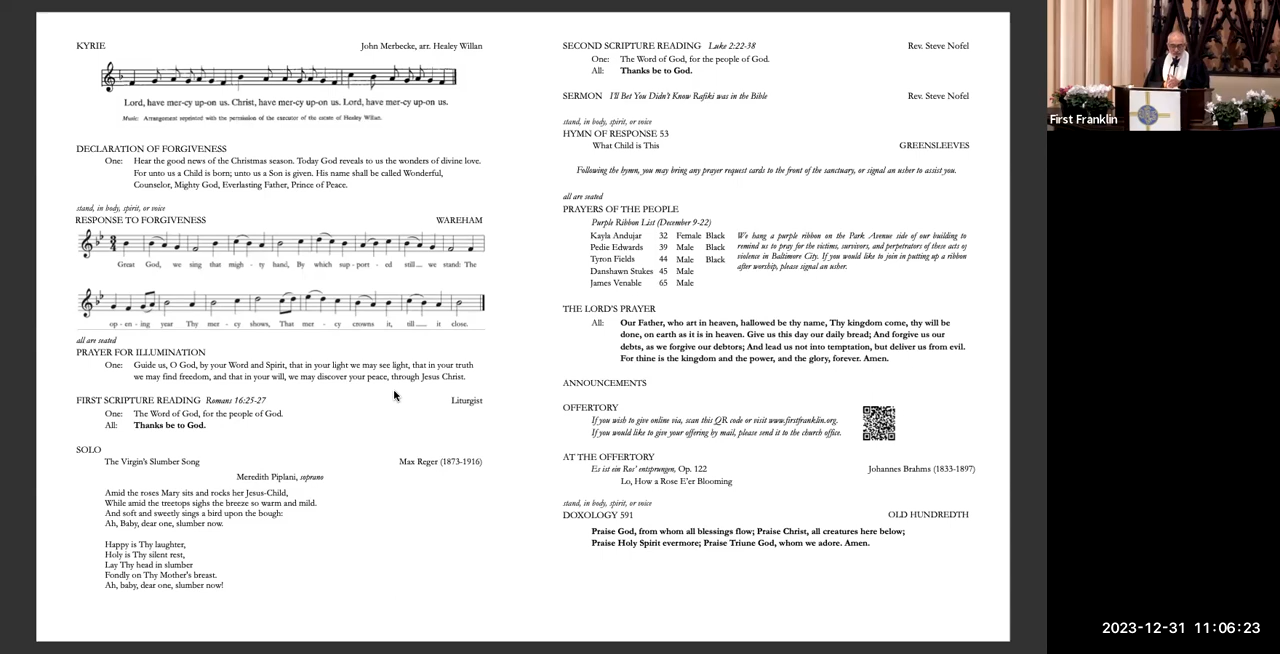 KYRIE John Merbecke, arr. Healey Willan
Lord, have mer-cy up-on us. Christ, have mer-cy up-on us. Lord, have mer-cy up-on us.
Music: Arrangement reprinted with the permission of the executor of the estate of Healey Willan.
DECLARATION OF FORGIVENESS
One: Hear the good news of the Christmas season. Today God reveals to us the wonders of divine love.
For unto us a Child is born; unto us a Son is given. His name shall be called Wonderful,
Counselor, Mighty God, Everlasting Father, Prince of Peace.
stand, in body, spirit, or voice
RESPONSE TO FORGIVENESS WAREHAM
Great God, we sing that migh - ty hand, By which sup - port - ed still we stand: The
op - en - ing year Thy mer - cy shows, That mer - cy crowns it, till it close.
all are seated
PRAYER FOR ILLUMINATION
One: Guide us, O God, by your Word and Spirit, that in your light we may see light, that in your truth
we may find freedom, and that in your will, we may discover your peace, through Jesus Christ.
FIRST SCRIPTURE READING Romans 16:25-27 Liturgist
One: The Word of God, for the people of God.
All: Thanks be to God.
SOLO
The Virgin's Slumber Song Max Reger (1873-1916)
Meredith Piplani, soprano
Amid the roses Mary sits and rocks her Jesus-Child,
While amid the treetops sighs the breeze so warm and mild.
And soft and sweetly sings a bird upon the bough:
Ah, Baby, dear one, slumber now.
Happy is Thy laughter,
Holy is Thy silent rest,
Lay Thy head in slumber
Fondly on Thy Mother's breast.
Ah, baby, dear one, slumber now!
SECOND SCRIPTURE READING Luke 2:22-38 Rev. Steve Nofel
One: The Word of God, for the people of God.
All: Thanks be to God.
SERMON I'll Bet You Didn't Know Rafiki was in the Bible Rev. Steve Nofel
stand, in body, spirit, or voice
HYMN OF RESPONSE 53
What Child is This GREENSLEEVES
Following the hymn, you may bring any prayer request cards to the front of the sanctuary, or signal an usher to assist you.
all are seated
PRAYERS OF THE PEOPLE
Purple Ribbon List (December 9-22)
Kayla Andujar 32 Female Black
Pedie Edwards 39 Male Black
Tyron Fields 44 Male Black
Danshawn Stukes 45 Male
James Venable 65 Male
We hang a purple ribbon on the Park Avenue side of our building to
remind us to pray for the victims, survivors, and perpetrators of these acts of
violence in Baltimore City. If you would like to join in putting up a ribbon
after worship, please signal an usher.
THE LORD'S PRAYER
All: Our Father, who art in heaven, hallowed be thy name, Thy kingdom come, thy will be
done, on earth as it is in heaven. Give us this day our daily bread; And forgive us our
debts, as we forgive our debtors; And lead us not into temptation, but deliver us from evil.
For thine is the kingdom and the power, and the glory, forever. Amen.
ANNOUNCEMENTS
OFFERTORY
If you wish to give online via, scan this QR code or visit www.firstfranklin.org.
If you would like to give your offering by mail, please send it to the church office.
AT THE OFFERTORY
Es ist ein Ros' entsprungen, Op. 122 Johannes Brahms (1833-1897)
Lo, How a Rose E'er Blooming
stand, in body, spirit, or voice
DOXOLOGY 591 OLD HUNDREDTH
Praise God, from whom all blessings flow; Praise Christ, all creatures here below;
Praise Holy Spirit evermore; Praise Triune God, whom we adore. Amen.
First Franklin
2023-12-31 11:06:23